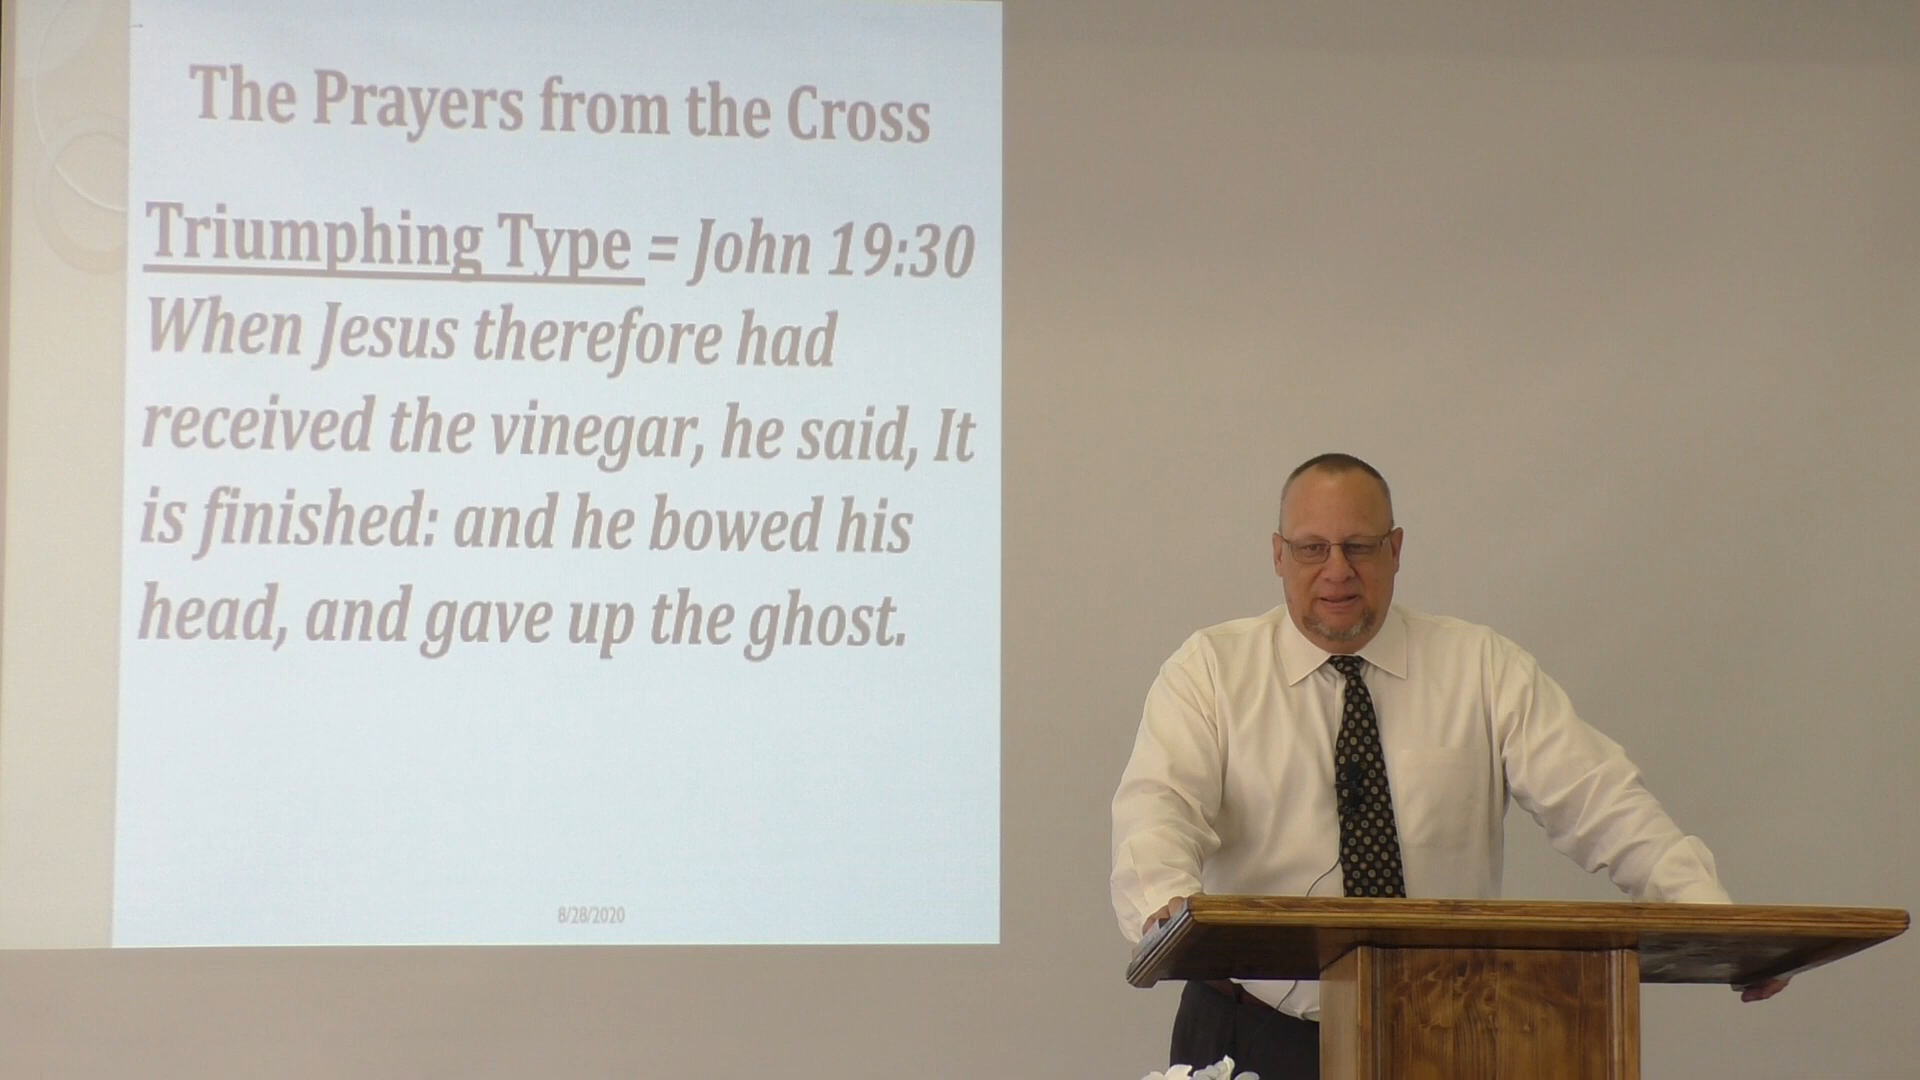 The Prayers from the Cross
Triumphing Type = John 19:30
When Jesus therefore had
received the vinegar, he said, It
is finished: and he bowed his
head, and gave up the ghost.
8/28/2020